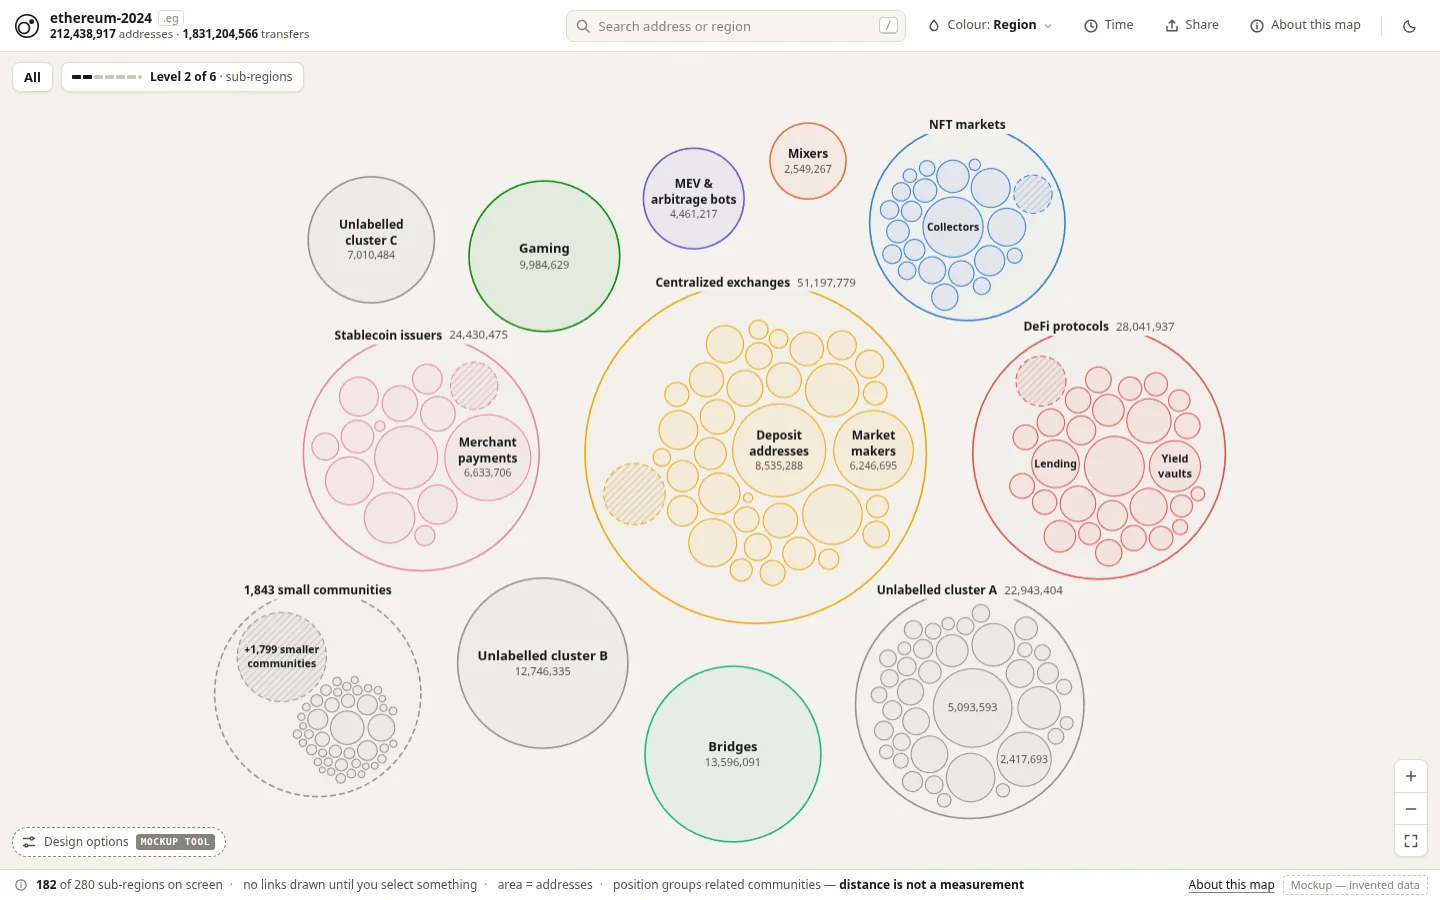 ethereum-2024 .eg
212,438,917 addresses · 1,831,204,566 transfers
Search address or region /
Colour: Region
Time
Share
About this map
All
Level 2 of 6 · sub-regions
NFT markets
Mixers
2,549,267
MEV &
arbitrage bots
4,461,217
Unlabelled
cluster C
7,010,484
Gaming
9,984,629
Collectors
Centralized exchanges 51,197,779
Stablecoin issuers 24,430,475
DeFi protocols 28,041,937
Merchant
payments
6,633,706
Deposit
addresses
8,535,288
Market
makers
6,246,695
Lending
Yield
vaults
1,843 small communities
Unlabelled cluster A 22,943,404
+1,799 smaller
communities
Unlabelled cluster B
12,746,335
5,093,593
2,417,693
Bridges
13,596,091
Design options MOCKUP TOOL
182 of 280 sub-regions on screen · no links drawn until you select something · area = addresses · position groups related communities — distance is not a measurement
About this map
Mockup — invented data